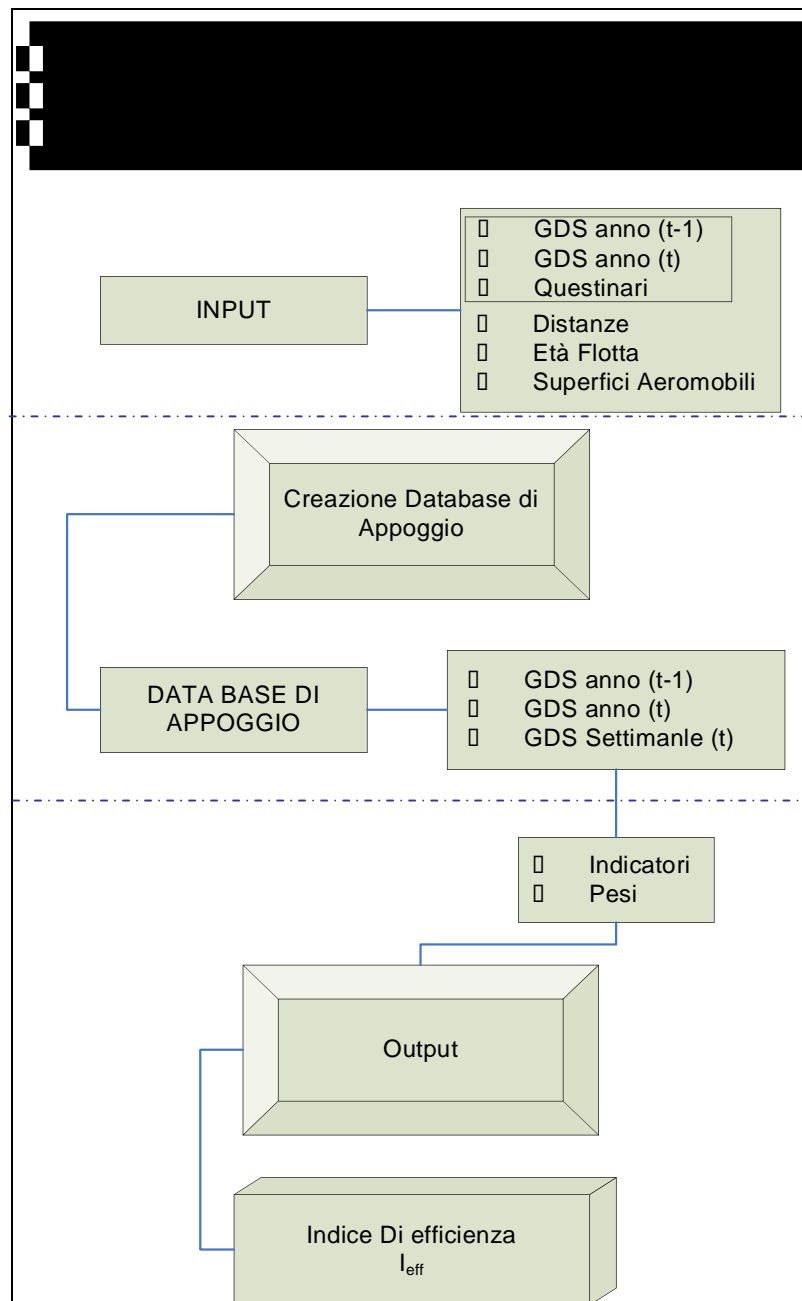 GDS anno (t-1)
GDS anno (t)
Questinari
INPUT
Distanze
Età Flotta
Superfici Aeromobili
Creazione Database di
Appoggio
DATA BASE DI
APPOGGIO
GDS anno (t-1)
GDS anno (t)
GDS Settimanle (t)
Indicatori
Pesi
Output
Indice Di efficienza
Ieff